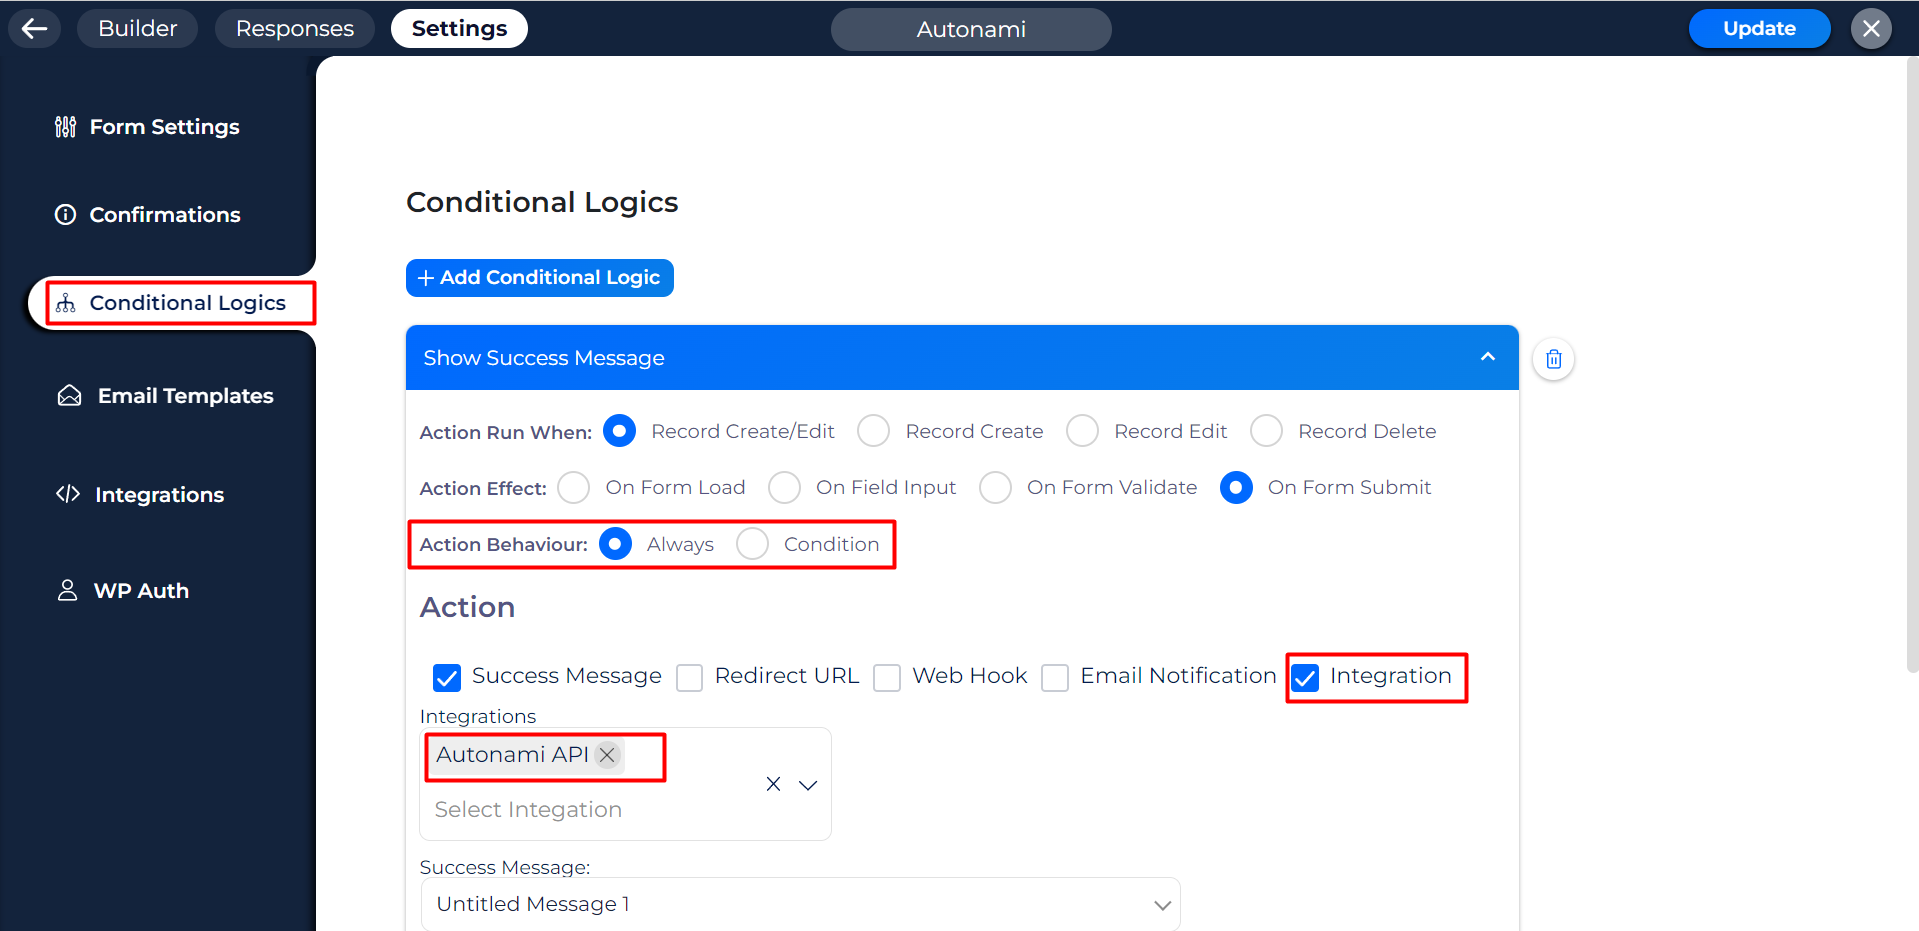 Builder Responses Settings Autonami Update
Form Settings
Confirmations
Conditional Logics
Email Templates
Integrations
WP Auth
Conditional Logics
+ Add Conditional Logic
Show Success Message
Action Run When: Record Create/Edit Record Create Record Edit Record Delete
Action Effect: On Form Load On Field Input On Form Validate On Form Submit
Action Behaviour: Always Condition
Action
Success Message Redirect URL Web Hook Email Notification Integration
Integrations
Autonami API
Select Integation
Success Message:
Untitled Message 1